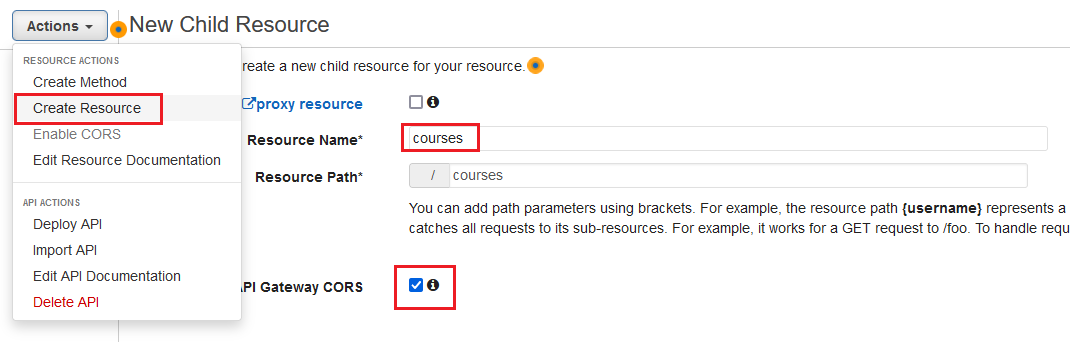 Actions
New Child Resource
RESOURCE ACTIONS
Create Method
Create Resource
Enable CORS
Edit Resource Documentation
API ACTIONS
Deploy API
Import API
Edit API Documentation
Delete API
reate a new child resource for your resource.
proxy resource
Resource Name* courses
Resource Path* / courses
You can add path parameters using brackets. For example, the resource path {username} represents a
catches all requests to its sub-resources. For example, it works for a GET request to /foo. To handle requ
API Gateway CORS